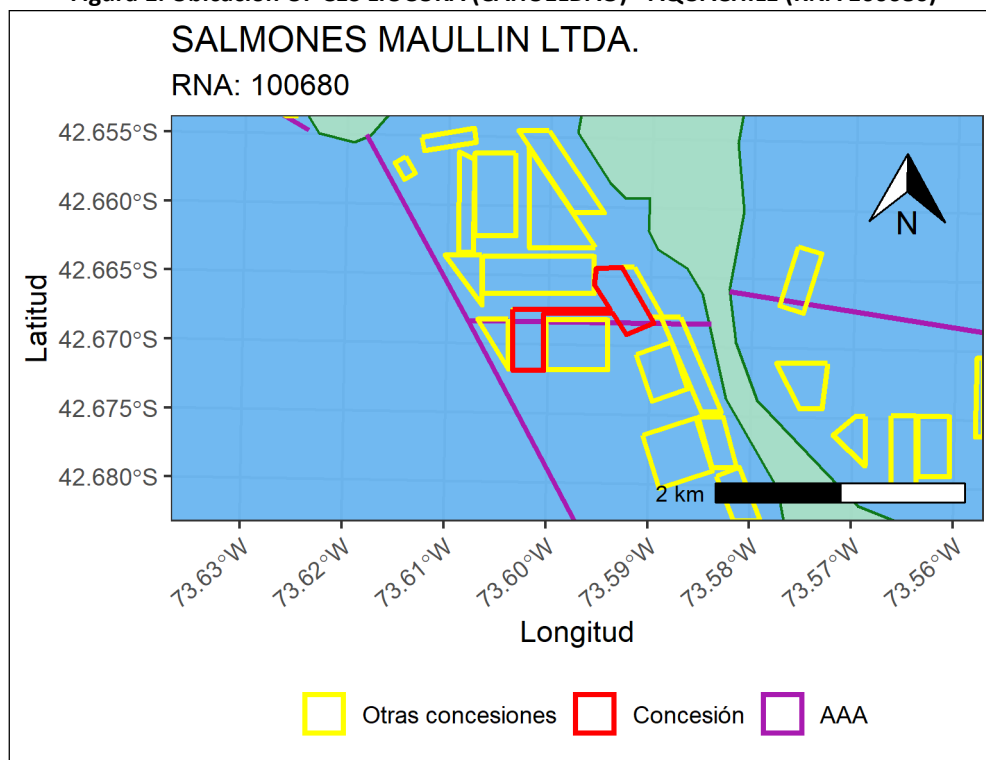 SALMONES MAULLIN LTDA.
RNA: 100680
42.655°S
42.660°S
42.665°S
42.670°S
42.675°S
42.680°S
Latitud
N
2 km
73.63°W
73.62°W
73.61°W
73.60°W
73.59°W
73.58°W
73.57°W
73.56°W
Longitud
Otras concesiones
Concesión
AAA